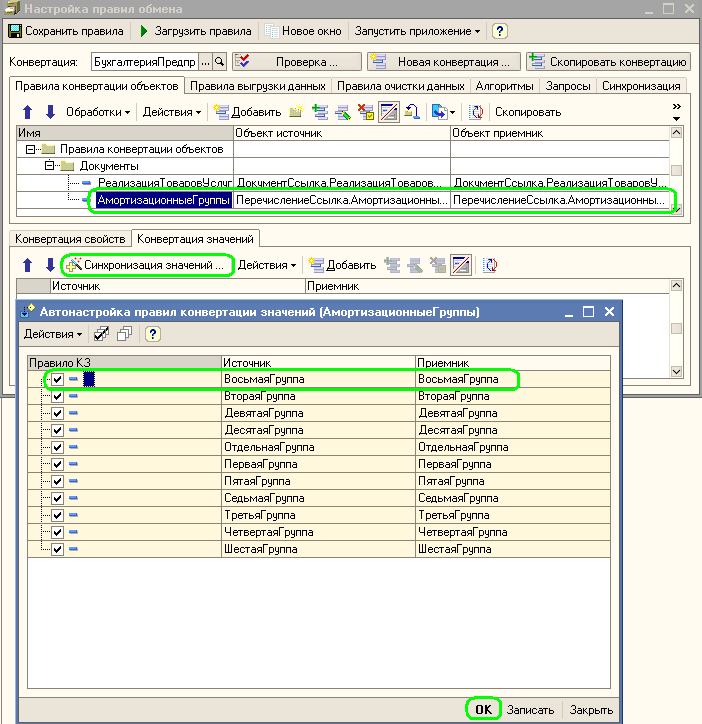 Настройка правил обмена
Сохранить правила Загрузить правила Новое окно Запустить приложение ?
Конвертация: БухгалтерияПредпр ... Проверка ... Новая конвертация ... Скопировать конвертацию
Правила конвертации объектов Правила выгрузки данных Правила очистки данных Алгоритмы Запросы Синхронизация
Обработки Действия Добавить Скопировать »
Имя Объект источник Объект приемник
Правила конвертации объектов
Документы
РеализацияТоваровУслуг ДокументСсылка.РеализацияТоваров... ДокументСсылка.РеализацияТоваровУ...
АмортизационныеГруппы ПеречислениеСсылка.Амортизационны... ПеречислениеСсылка.Амортизационны...
Конвертация свойств Конвертация значений
Синхронизация значений ... Действия Добавить
Источник Приемник
Автонастройка правил конвертации значений (АмортизационныеГруппы)
Действия ?
Правило КЗ Источник Приемник
ВосьмаяГруппа ВосьмаяГруппа
ВтораяГруппа ВтораяГруппа
ДевятаяГруппа ДевятаяГруппа
ДесятаяГруппа ДесятаяГруппа
ОтдельнаяГруппа ОтдельнаяГруппа
ПерваяГруппа ПерваяГруппа
ПятаяГруппа ПятаяГруппа
СедьмаяГруппа СедьмаяГруппа
ТретьяГруппа ТретьяГруппа
ЧетвертаяГруппа ЧетвертаяГруппа
ШестаяГруппа ШестаяГруппа
OK Записать Закрыть